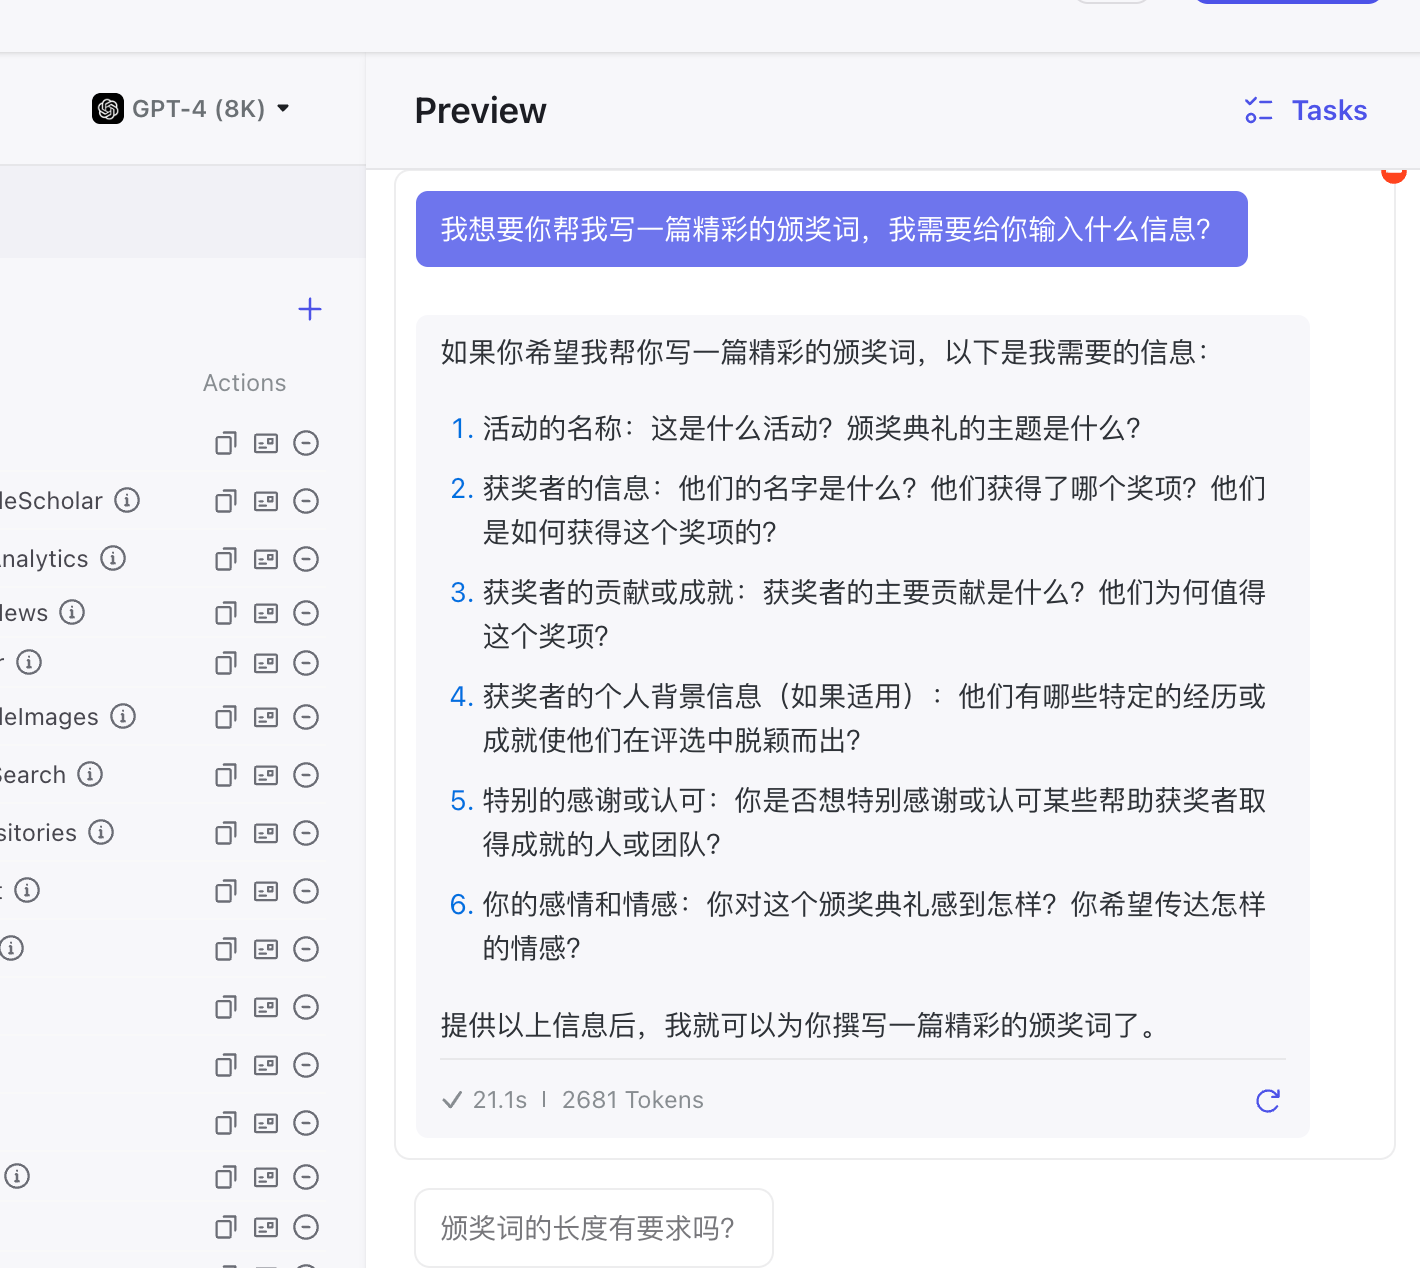 GPT-4 (8K)
Preview
Tasks
我想要你帮我写一篇精彩的颁奖词，我需要给你输入什么信息？
如果你希望我帮你写一篇精彩的颁奖词，以下是我需要的信息：
1. 活动的名称：这是什么活动？颁奖典礼的主题是什么？
2. 获奖者的信息：他们的名字是什么？他们获得了哪个奖项？他们
是如何获得这个奖项的？
3. 获奖者的贡献或成就：获奖者的主要贡献是什么？他们为何值得
这个奖项？
4. 获奖者的个人背景信息（如果适用）：他们有哪些特定的经历或
成就使他们在评选中脱颖而出？
5. 特别的感谢或认可：你是否想特别感谢或认可某些帮助获奖者取
得成就的人或团队？
6. 你的感情和情感：你对这个颁奖典礼感到怎样？你希望传达怎样
的情感？
提供以上信息后，我就可以为你撰写一篇精彩的颁奖词了。
21.1s | 2681 Tokens
颁奖词的长度有要求吗？
Actions
leScholar
nalytics
ews
r
leImages
Search
sitories